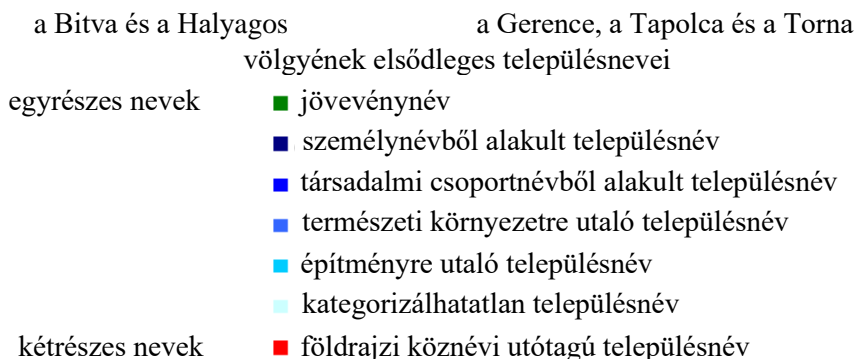 a Bitva és a Halyagos a Gerence, a Tapolca és a Torna
völgyének elsődleges településnevei
egyrészes nevek jövevénynév
személynévből alakult településnév
társadalmi csoportnévből alakult településnév
természeti környezetre utaló településnév
építményre utaló településnév
kategorizálhatatlan településnév
kétrészes nevek földrajzi köznévi utótagú településnév